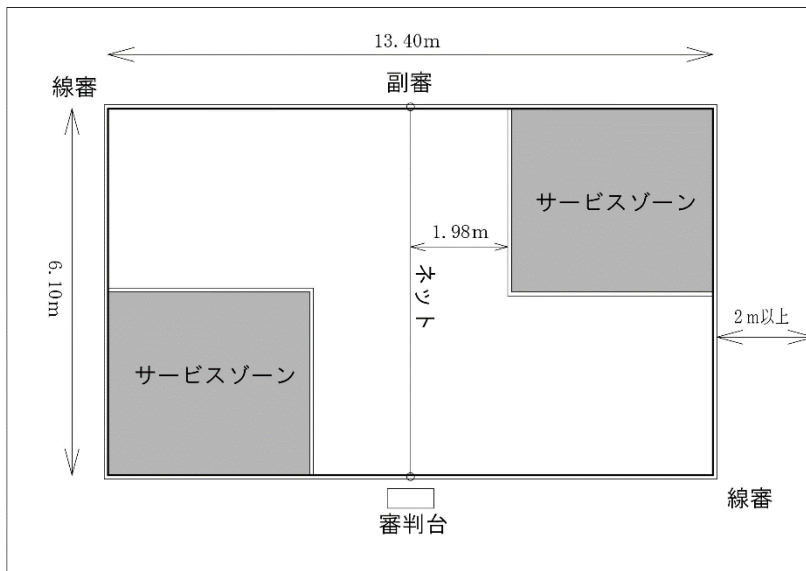 13.40m
線審
副審
サービスゾーン
1.98m
6.10m
ネット
2m以上
サービスゾーン
線審
審判台